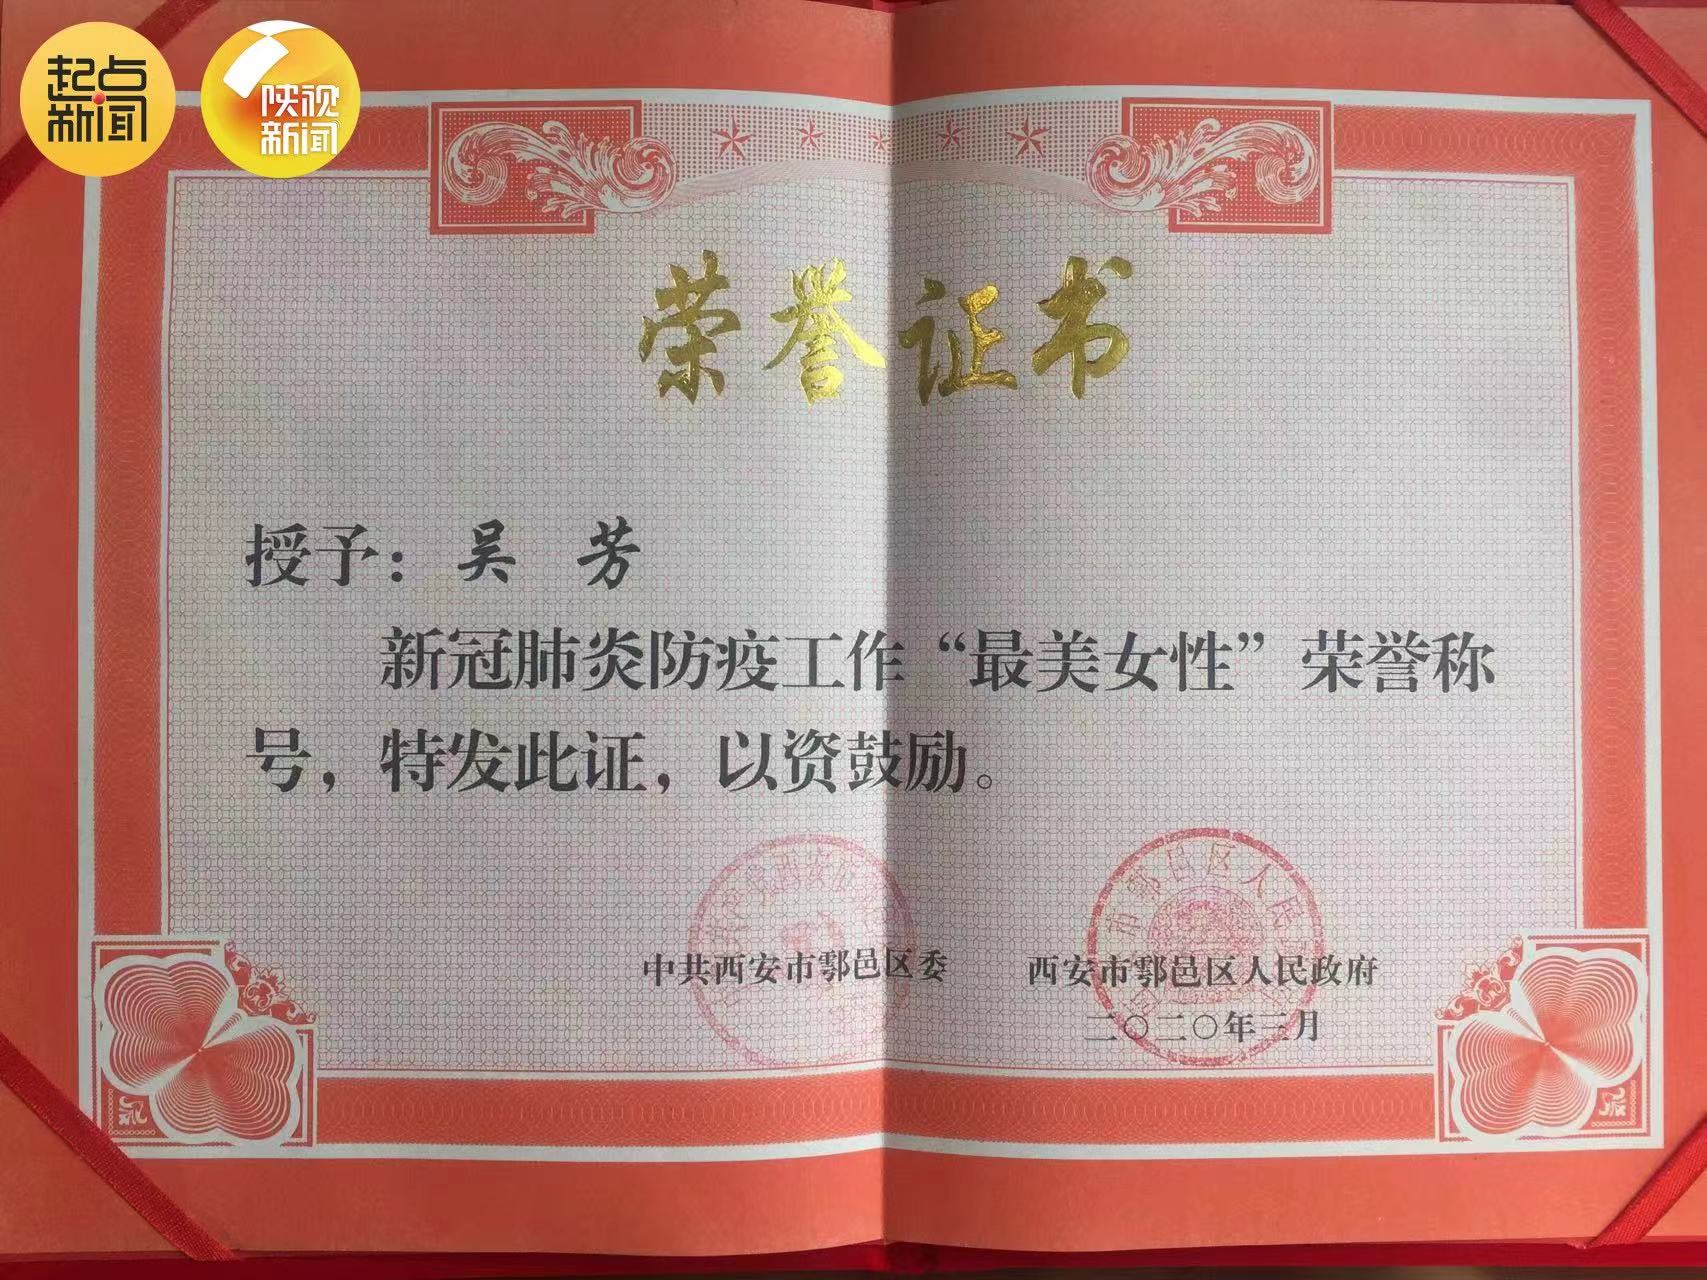 起点
新闻
陕视
新闻
荣誉证书
授予：吴 芳
新冠肺炎防疫工作“最美女性”荣誉称
号，特发此证，以资鼓励。
中共西安市鄠邑区委 西安市鄠邑区人民政府
二〇二〇年三月